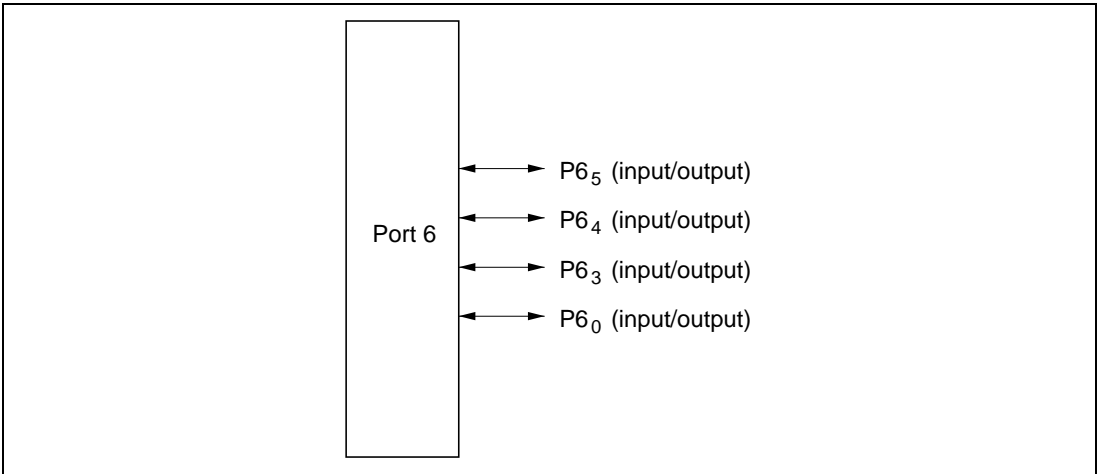 P6₅ (input/output)
P6₄ (input/output)
Port 6
P6₃ (input/output)
P6₀ (input/output)